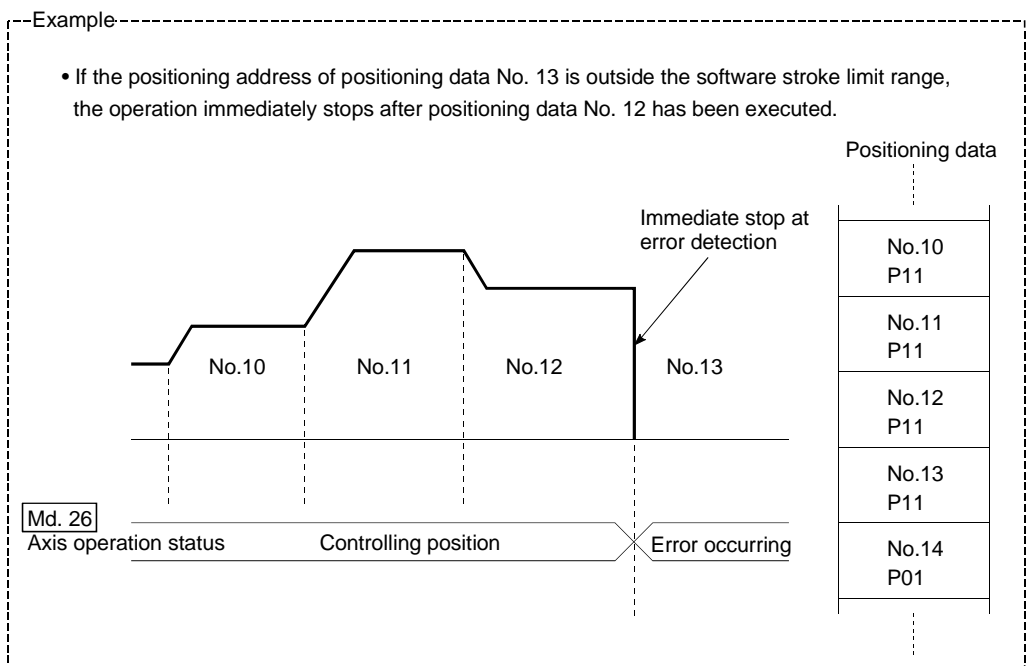 Example
• If the positioning address of positioning data No. 13 is outside the software stroke limit range,
the operation immediately stops after positioning data No. 12 has been executed.
Positioning data
Immediate stop at
error detection
No.10
No.11
No.12
No.13
No.10
P11
No.11
P11
No.12
P11
No.13
P11
No.14
P01
Md. 26
Axis operation status
Controlling position
Error occurring